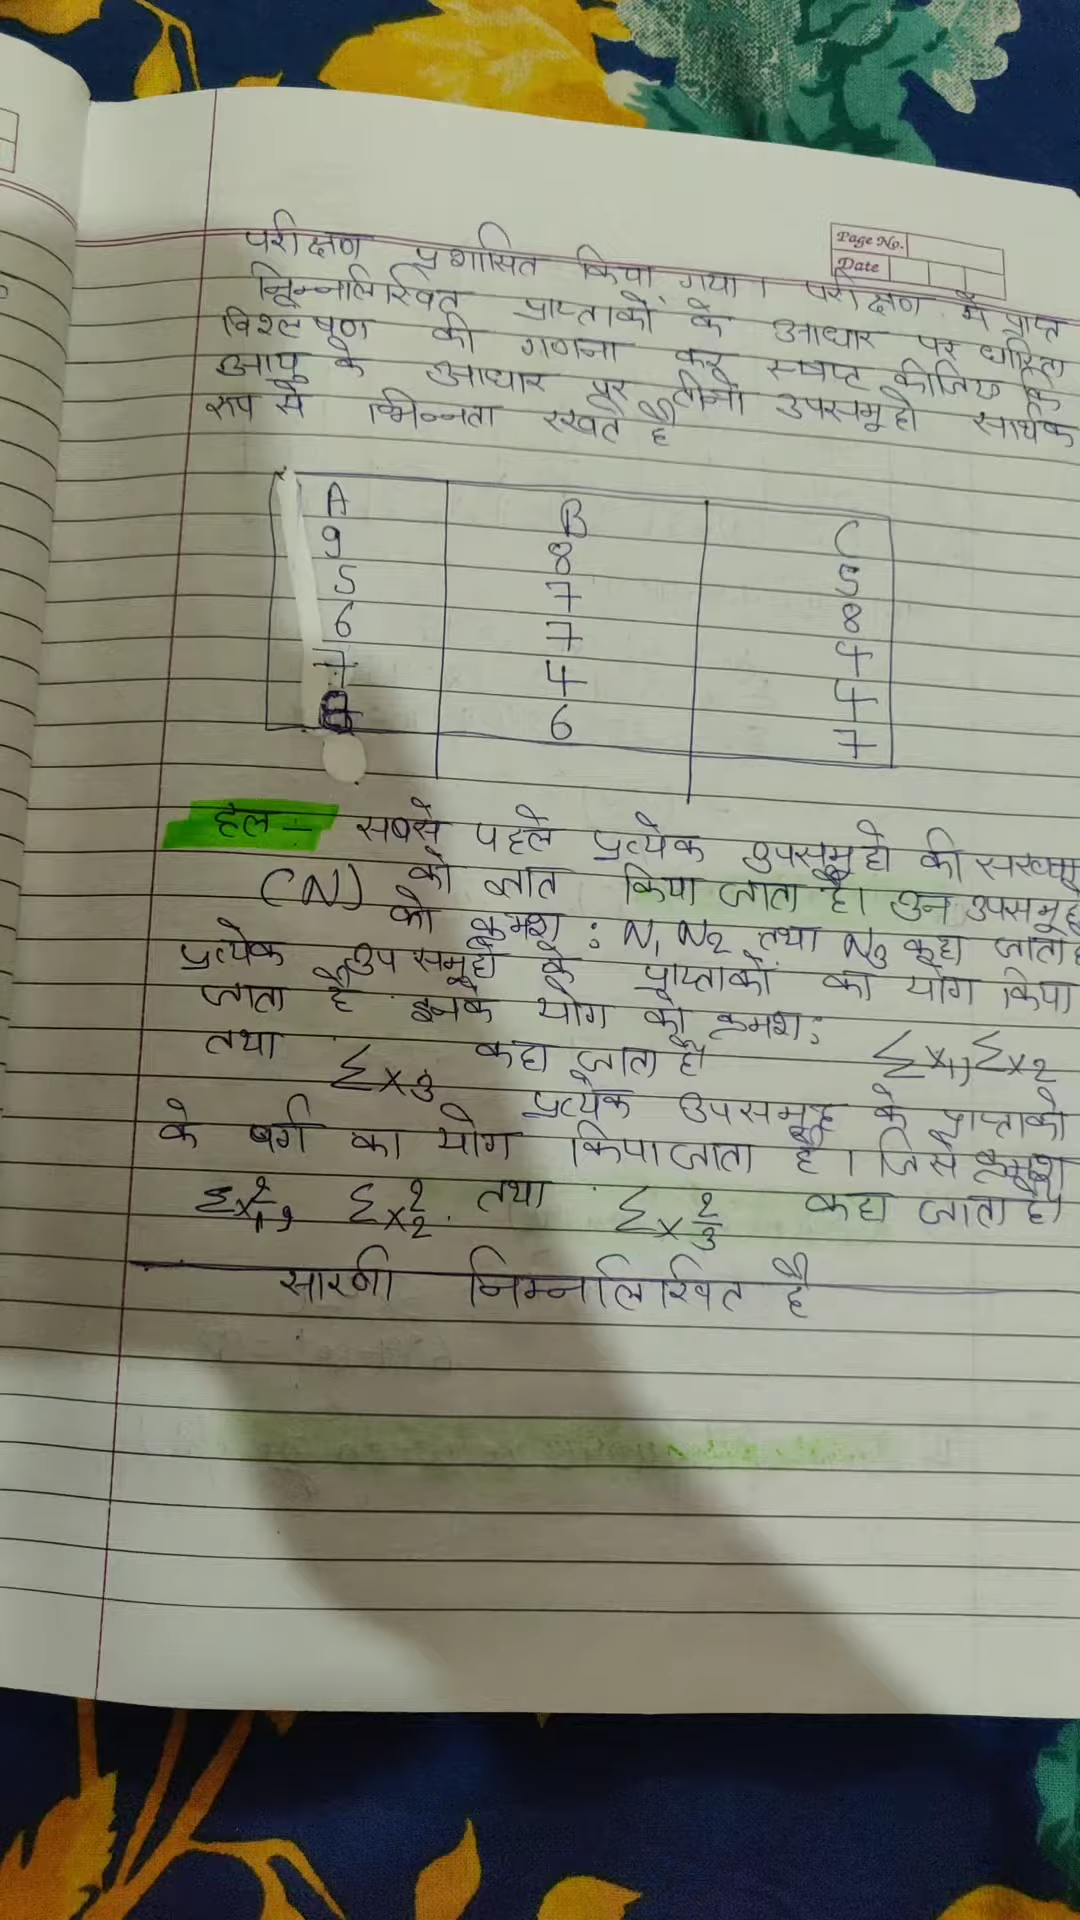 Page No.
Date
परीक्षण प्रशासित किया गया। परीक्षण में प्राप्त
निम्नलिखित प्राप्ताकों के आधार पर
विश्लेषण की गणना कर स्पष्ट कीजिए कि
आयु के आधार पर तीनो उपसमूहो सार्थक
रूप से भिन्नता रखते है
A B C
9 8 5
5 7 8
6 7 4
7 4 4
8 6 7
हल - सबसे पहले प्रत्येक उपसमूहो की सख्या
(N) को ज्ञात किया जाता है। उन उपसमूह
को क्रमश: N1 N2 तथा N3 कहा जाता है
प्रत्येक उपसमूहो के प्राप्ताकों का योग किया
जाता है इनके योग को क्रमश: Σx1, Σx2
तथा Σx3 कहा जाता है
प्रत्येक उपसमूह के प्राप्ताको
के वर्ग का योग किया जाता है। जिसे क्रमश
Σx1², Σx2² तथा Σx3² कहा जाता है।
सारणी निम्नलिखित है